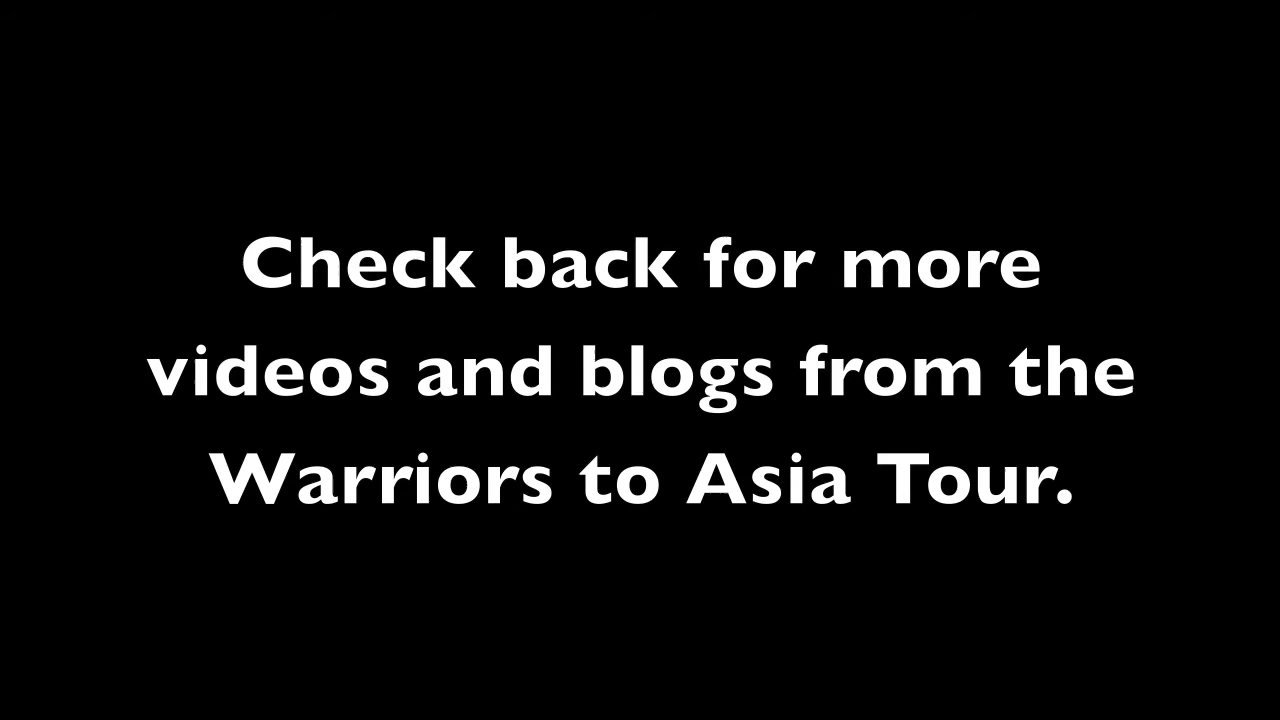 Check back for more
videos and blogs from the
Warriors to Asia Tour.